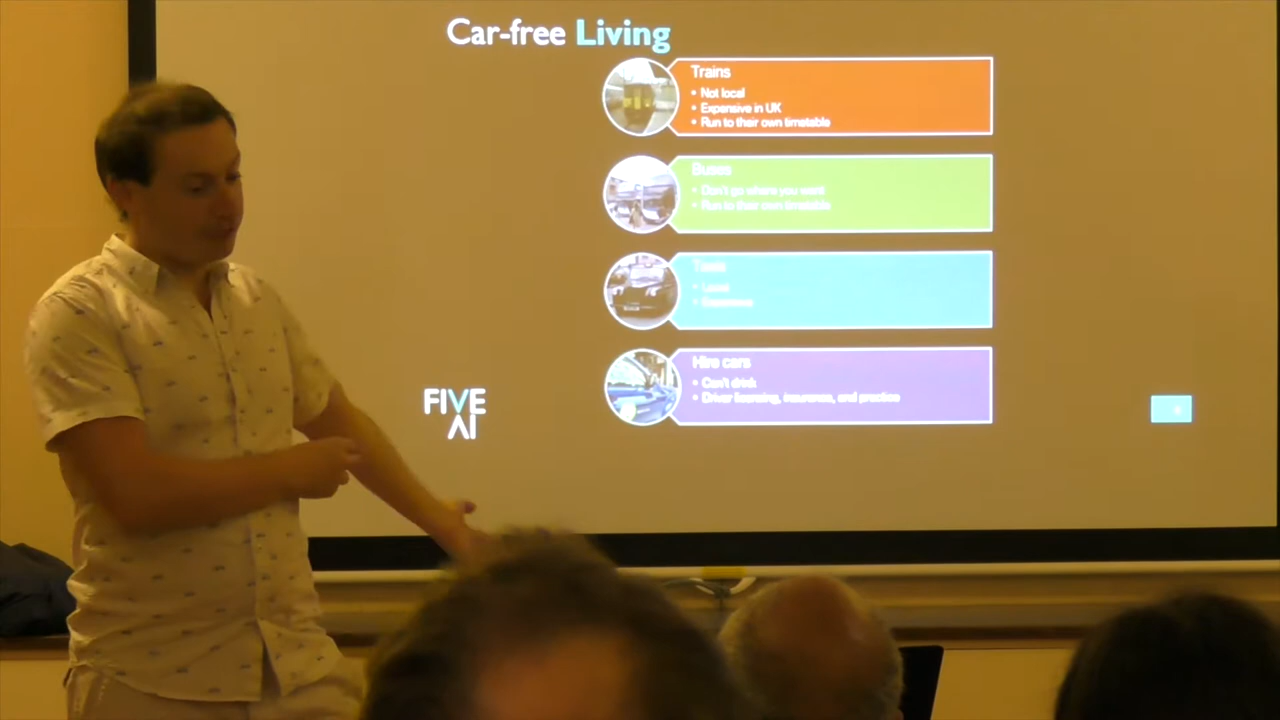 Car-free Living
Trains
• Not local
• Expensive in UK
• Run to their own timetable
Buses
• Don't go where you want
• Run to their own timetable
Taxis
• Local
• Expensive
Hire cars
• Can't drink
• Driver licensing, insurance, and practice
FIVE
AI